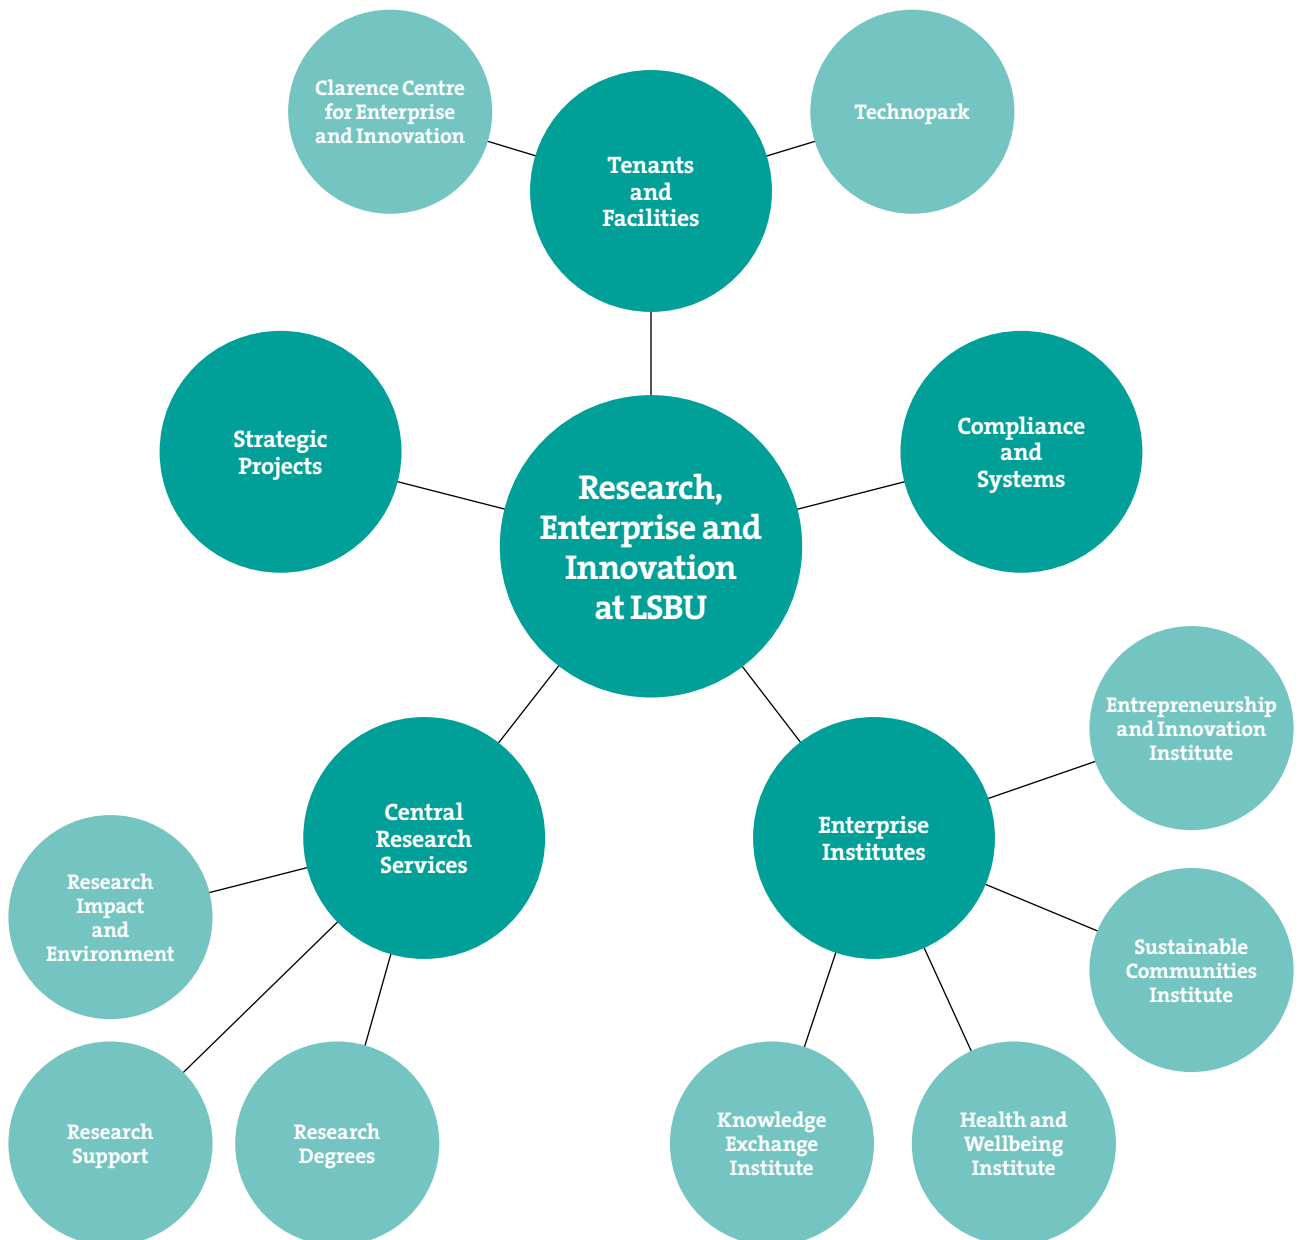 Clarence Centre
for Enterprise
and Innovation
Technopark
Tenants
and
Facilities
Strategic
Projects
Compliance
and
Systems
Research,
Enterprise and
Innovation
at LSBU
Entrepreneurship
and Innovation
Institute
Central
Research
Services
Enterprise
Institutes
Research
Impact
and
Environment
Sustainable
Communities
Institute
Research
Support
Research
Degrees
Knowledge
Exchange
Institute
Health and
Wellbeing
Institute